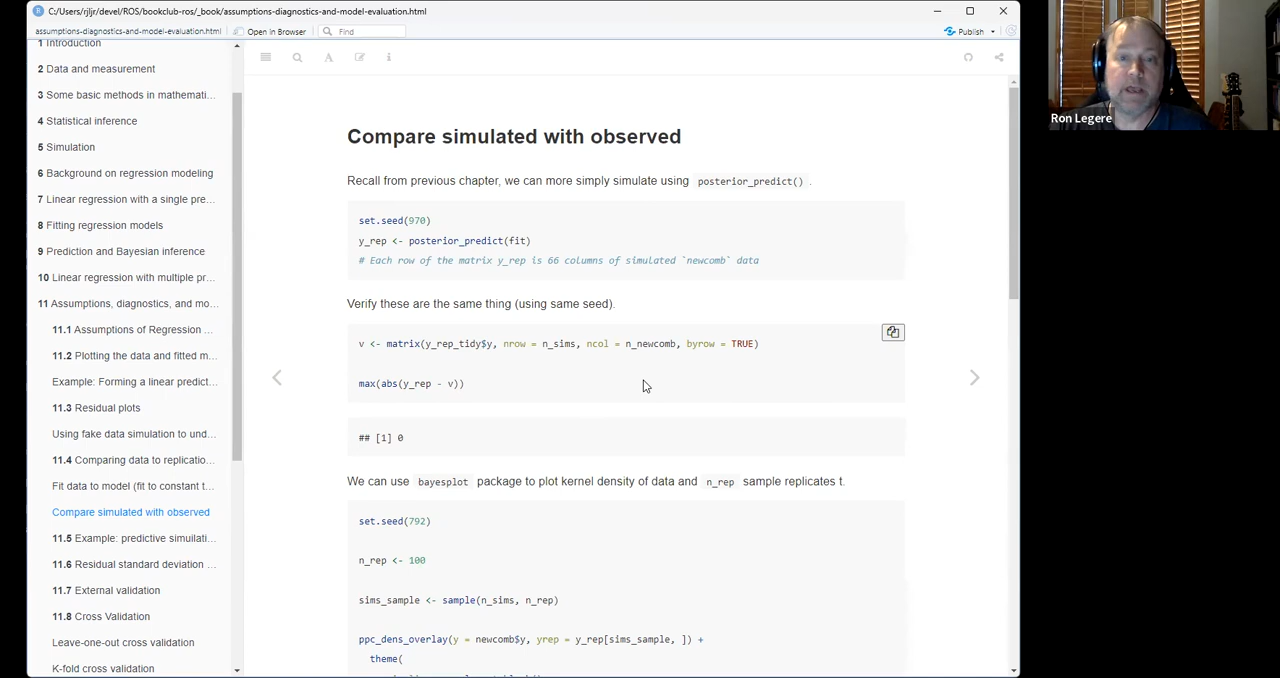 C:/Users/rjljr/devel/ROS/bookclub-ros/_book/assumptions-diagnostics-and-model-evaluation.html
assumptions-diagnostics-and-model-evaluation.html
Open in Browser
Find
Publish
1 Introduction
2 Data and measurement
3 Some basic methods in mathemati...
4 Statistical inference
5 Simulation
6 Background on regression modeling
7 Linear regression with a single pre...
8 Fitting regression models
9 Prediction and Bayesian inference
10 Linear regression with multiple pr...
11 Assumptions, diagnostics, and mo...
11.1 Assumptions of Regression ...
11.2 Plotting the data and fitted m...
Example: Forming a linear predict...
11.3 Residual plots
Using fake data simulation to und...
11.4 Comparing data to replicatio...
Fit data to model (fit to constant t...
Compare simulated with observed
11.5 Example: predictive simuilati...
11.6 Residual standard deviation ...
11.7 External validation
11.8 Cross Validation
Leave-one-out cross validation
K-fold cross validation
Compare simulated with observed
Recall from previous chapter, we can more simply simulate using posterior_predict() .
set.seed(970)
y_rep <- posterior_predict(fit)
# Each row of the matrix y_rep is 66 columns of simulated `newcomb` data
Verify these are the same thing (using same seed).
v <- matrix(y_rep_tidy$y, nrow = n_sims, ncol = n_newcomb, byrow = TRUE)
max(abs(y_rep - v))
## [1] 0
We can use bayesplot package to plot kernel density of data and n_rep sample replicates t.
set.seed(792)
n_rep <- 100
sims_sample <- sample(n_sims, n_rep)
ppc_dens_overlay(y = newcomb$y, yrep = y_rep[sims_sample, ]) +
theme(
Ron Legere